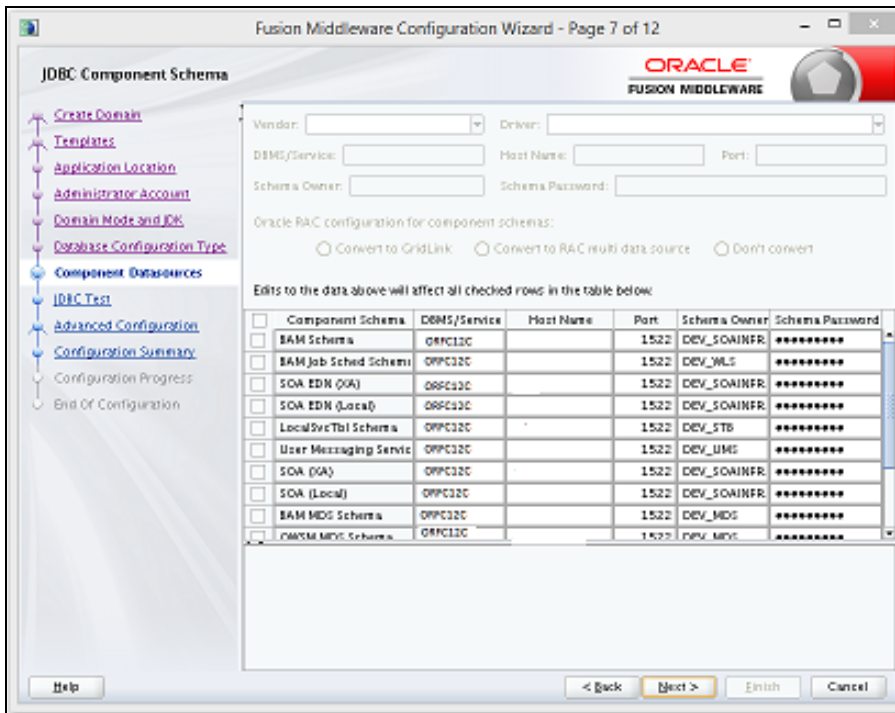 Fusion Middleware Configuration Wizard - Page 7 of 12
JDBC Component Schema
ORACLE
FUSION MIDDLEWARE
Create Domain
Templates
Application Location
Administrator Account
Domain Mode and JDK
Database Configuration Type
Component Datasources
JDBC Test
Advanced Configuration
Configuration Summary
Configuration Progress
End Of Configuration
Vendor: Driver:
DBMS/Service: Host Name: Port:
Schema Owner: Schema Password:
Oracle RAC configuration for component schemas:
Convert to GridLink Convert to RAC multi data source Don't convert
Edits to the data above will affect all checked rows in the table below.
Component Schema DBMS/Service Host Name Port Schema Owner Schema Password
BAM Schema ORFC12C 1522 DEV_SOAINFR
BAM Job Sched Schem ORFC12C 1522 DEV_WLS
SOA EDN (XA) ORFC12C 1522 DEV_SOAINFR
SOA EDN (Local) ORFC12C 1522 DEV_SOAINFR
LocalSvcTbl Schema ORFC12C 1522 DEV_STB
User Messaging Servic ORFC12C 1522 DEV_UMS
SOA (XA) ORFC12C 1522 DEV_SOAINFR
SOA (Local) ORFC12C 1522 DEV_SOAINFR
BAM MDS Schema ORFC12C 1522 DEV_MDS
OWSM MDS Schema ORFC12C 1522 DEV_MDS
Help < Back Next > Finish Cancel